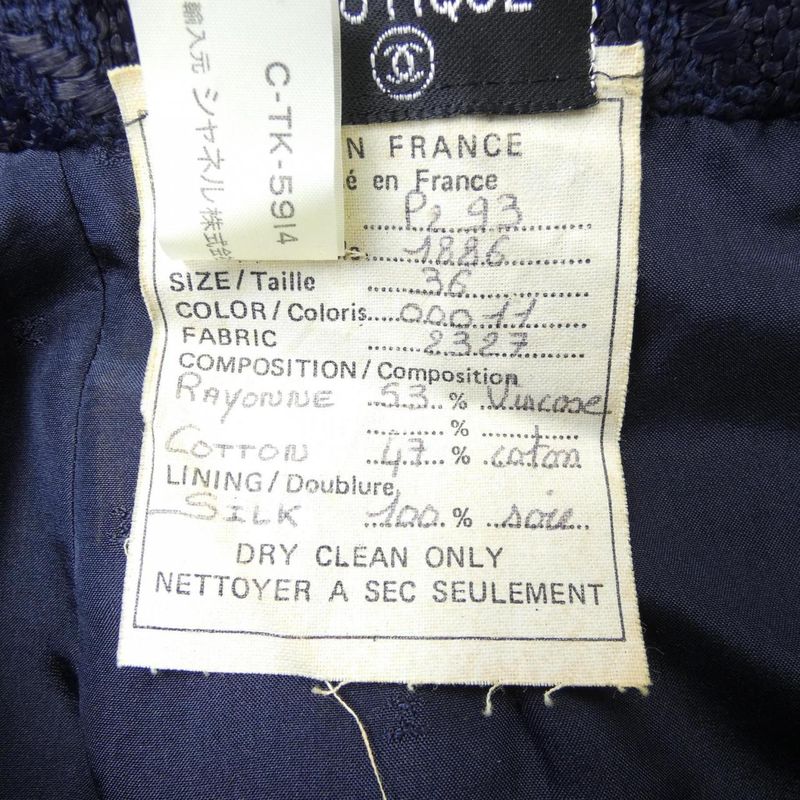 UTIQUE
輸入元 シャネル株式
C-TK-5914
N FRANCE
é en France
P, 93
1886
SIZE/Taille 36
COLOR/Coloris 00011
FABRIC 2327
COMPOSITION/Composition
RAYONNE 53 % Viscose
%
COTTON 47 % coton
LINING/Doublure
SILK 100 % soie
DRY CLEAN ONLY
NETTOYER A SEC SEULEMENT